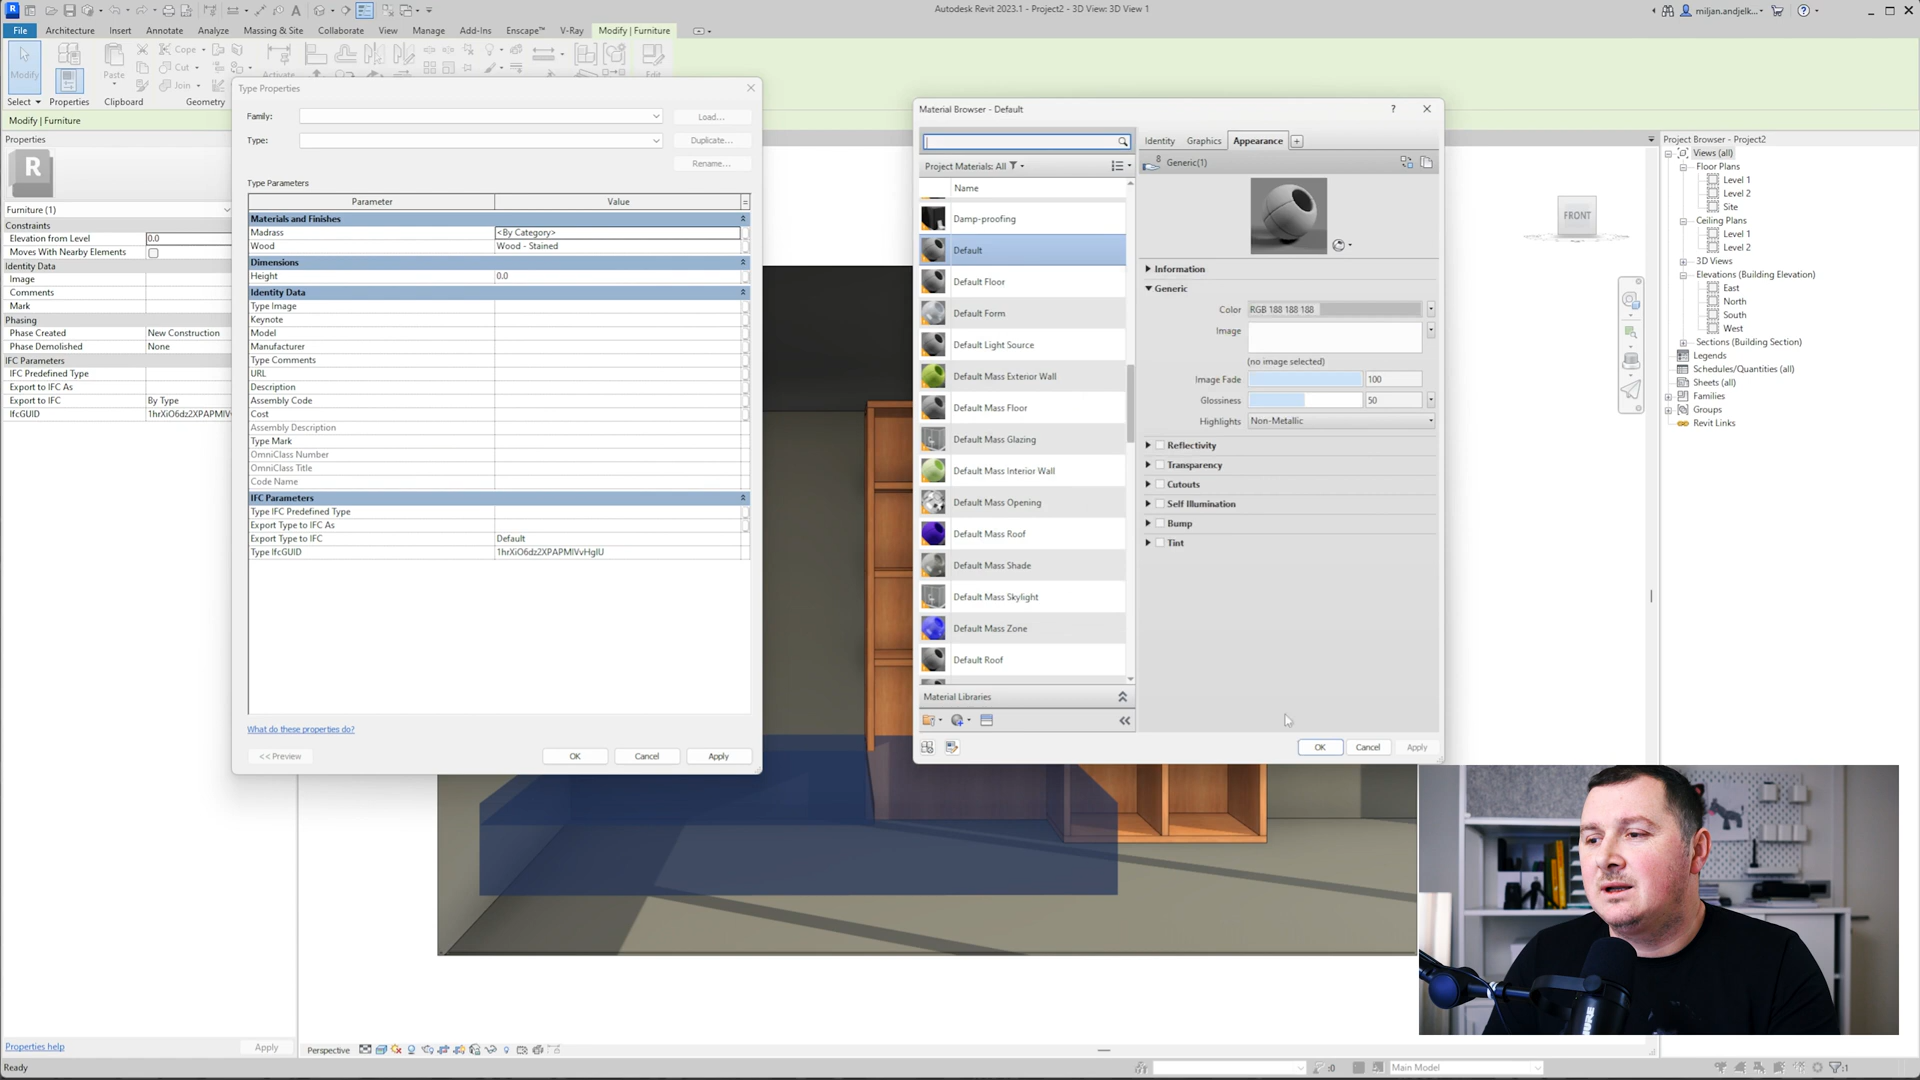 Autodesk Revit 2023.1 - Project2 - 3D View: 3D View 1
miljan.andjelk...
File Architecture Insert Annotate Analyze Massing & Site Collaborate View Manage Add-Ins Enscape™ V-Ray Modify | Furniture
Modify
Paste
Cope
Cut
Join
Activate
Edit
Select Properties Clipboard Geometry
Modify | Furniture
Properties
Furniture (1)
Constraints
Elevation from Level 0.0
Moves With Nearby Elements
Identity Data
Image
Comments
Mark
Phasing
Phase Created New Construction
Phase Demolished None
IFC Parameters
IFC Predefined Type
Export to IFC As
Export to IFC By Type
IfcGUID 1hrXiO6dz2XPAPMIV
Properties help
Apply
Type Properties
Family: Load...
Type: Duplicate...
Rename...
Type Parameters
Parameter Value
Materials and Finishes
Madrass <By Category>
Wood Wood - Stained
Dimensions
Height 0.0
Identity Data
Type Image
Keynote
Model
Manufacturer
Type Comments
URL
Description
Assembly Code
Cost
Assembly Description
Type Mark
OmniClass Number
OmniClass Title
Code Name
IFC Parameters
Type IFC Predefined Type
Export Type to IFC As
Export Type to IFC Default
Type IfcGUID 1hrXiO6dz2XPAPMIVvHgIU
What do these properties do?
<< Preview OK Cancel Apply
Material Browser - Default
?
Project Materials: All
Name
Damp-proofing
Default
Default Floor
Default Form
Default Light Source
Default Mass Exterior Wall
Default Mass Floor
Default Mass Glazing
Default Mass Interior Wall
Default Mass Opening
Default Mass Roof
Default Mass Shade
Default Mass Skylight
Default Mass Zone
Default Roof
Material Libraries
Identity Graphics Appearance +
Generic(1)
Information
Generic
Color RGB 188 188 188
Image
(no image selected)
Image Fade 100
Glossiness 50
Highlights Non-Metallic
Reflectivity
Transparency
Cutouts
Self Illumination
Bump
Tint
OK Cancel Apply
FRONT
Project Browser - Project2
Views (all)
Floor Plans
Level 1
Level 2
Site
Ceiling Plans
Level 1
Level 2
3D Views
Elevations (Building Elevation)
East
North
South
West
Sections (Building Section)
Legends
Schedules/Quantities (all)
Sheets (all)
Families
Groups
Revit Links
SHURE
Perspective
Ready
:0
Main Model
:1